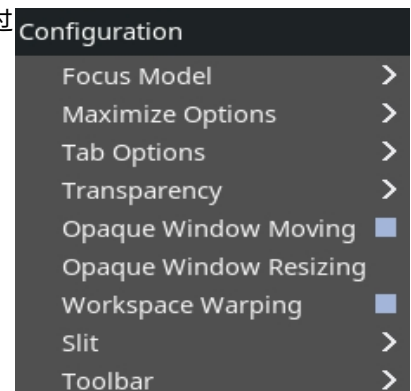 Configuration
Focus Model
Maximize Options
Tab Options
Transparency
Opaque Window Moving
Opaque Window Resizing
Workspace Warping
Slit
Toolbar